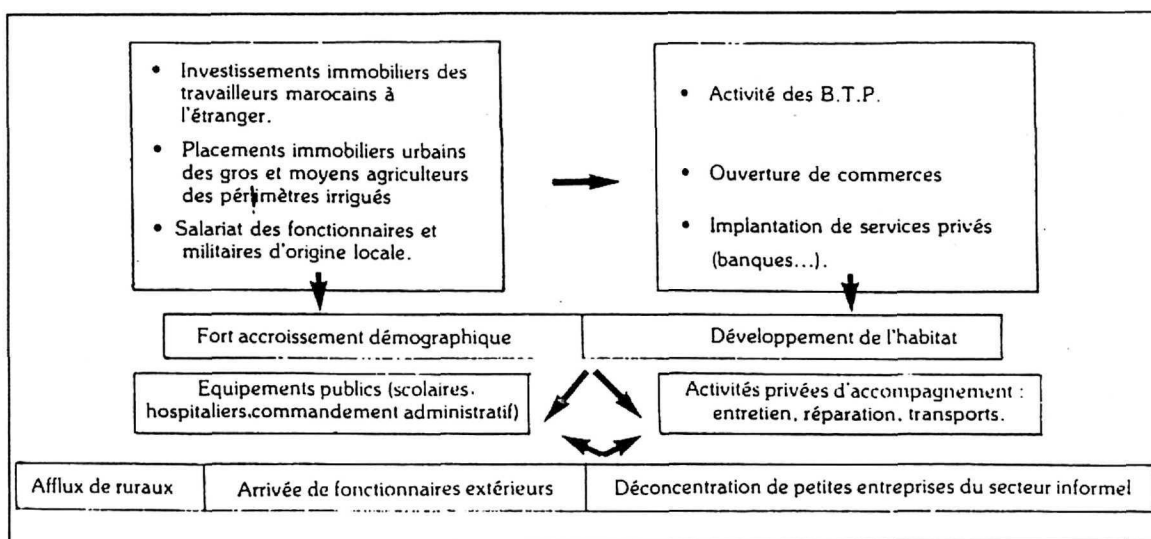 • Investissements immobiliers des
travailleurs marocains à
l'étranger.
• Placements immobiliers urbains
des gros et moyens agriculteurs
des périmètres irrigués
• Salariat des fonctionnaires et
militaires d'origine locale.
• Activité des B.T.P.
• Ouverture de commerces
• Implantation de services privés
(banques...).
Fort accroissement démographique
Développement de l'habitat
Equipements publics (scolaires.
hospitaliers.commandement administratif)
Activités privées d'accompagnement :
entretien, réparation, transports.
Afflux de ruraux
Arrivée de fonctionnaires extérieurs
Déconcentration de petites entreprises du secteur informel